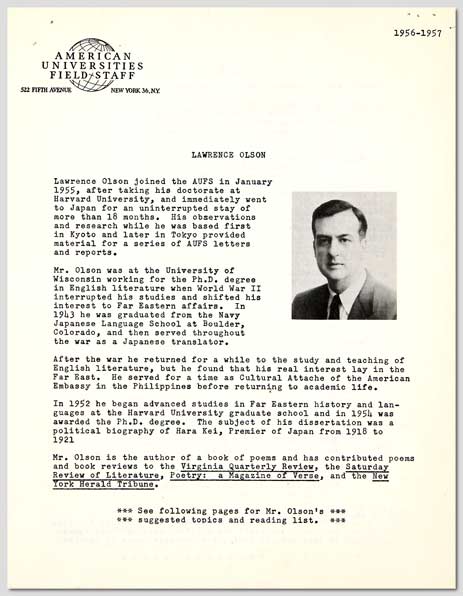 1956-1957
AMERICAN
UNIVERSITIES
FIELD STAFF
522 FIFTH AVENUE NEW YORK 36, N.Y.
LAWRENCE OLSON
Lawrence Olson joined the AUFS in January
1955, after taking his doctorate at
Harvard University, and immediately went
to Japan for an uninterrupted stay of
more than 18 months. His observations
and research while he was based first
in Kyoto and later in Tokyo provided
material for a series of AUFS letters
and reports.
Mr. Olson was at the University of
Wisconsin working for the Ph.D. degree
in English literature when World War II
interrupted his studies and shifted his
interest to Far Eastern affairs. In
1943 he was graduated from the Navy
Japanese Language School at Boulder,
Colorado, and then served throughout
the war as a Japanese translator.
After the war he returned for a while to the study and teaching of
English literature, but he found that his real interest lay in the
Far East. He served for a time as Cultural Attache of the American
Embassy in the Philippines before returning to academic life.
In 1952 he began advanced studies in Far Eastern history and lan-
guages at the Harvard University graduate school and in 1954 was
awarded the Ph.D. degree. The subject of his dissertation was a
political biography of Hara Kei, Premier of Japan from 1918 to
1921
Mr. Olson is the author of a book of poems and has contributed poems
and book reviews to the Virginia Quarterly Review, the Saturday
Review of Literature, Poetry: a Magazine of Verse, and the New
York Herald Tribune.
*** See following pages for Mr. Olson's ***
*** suggested topics and reading list. ***